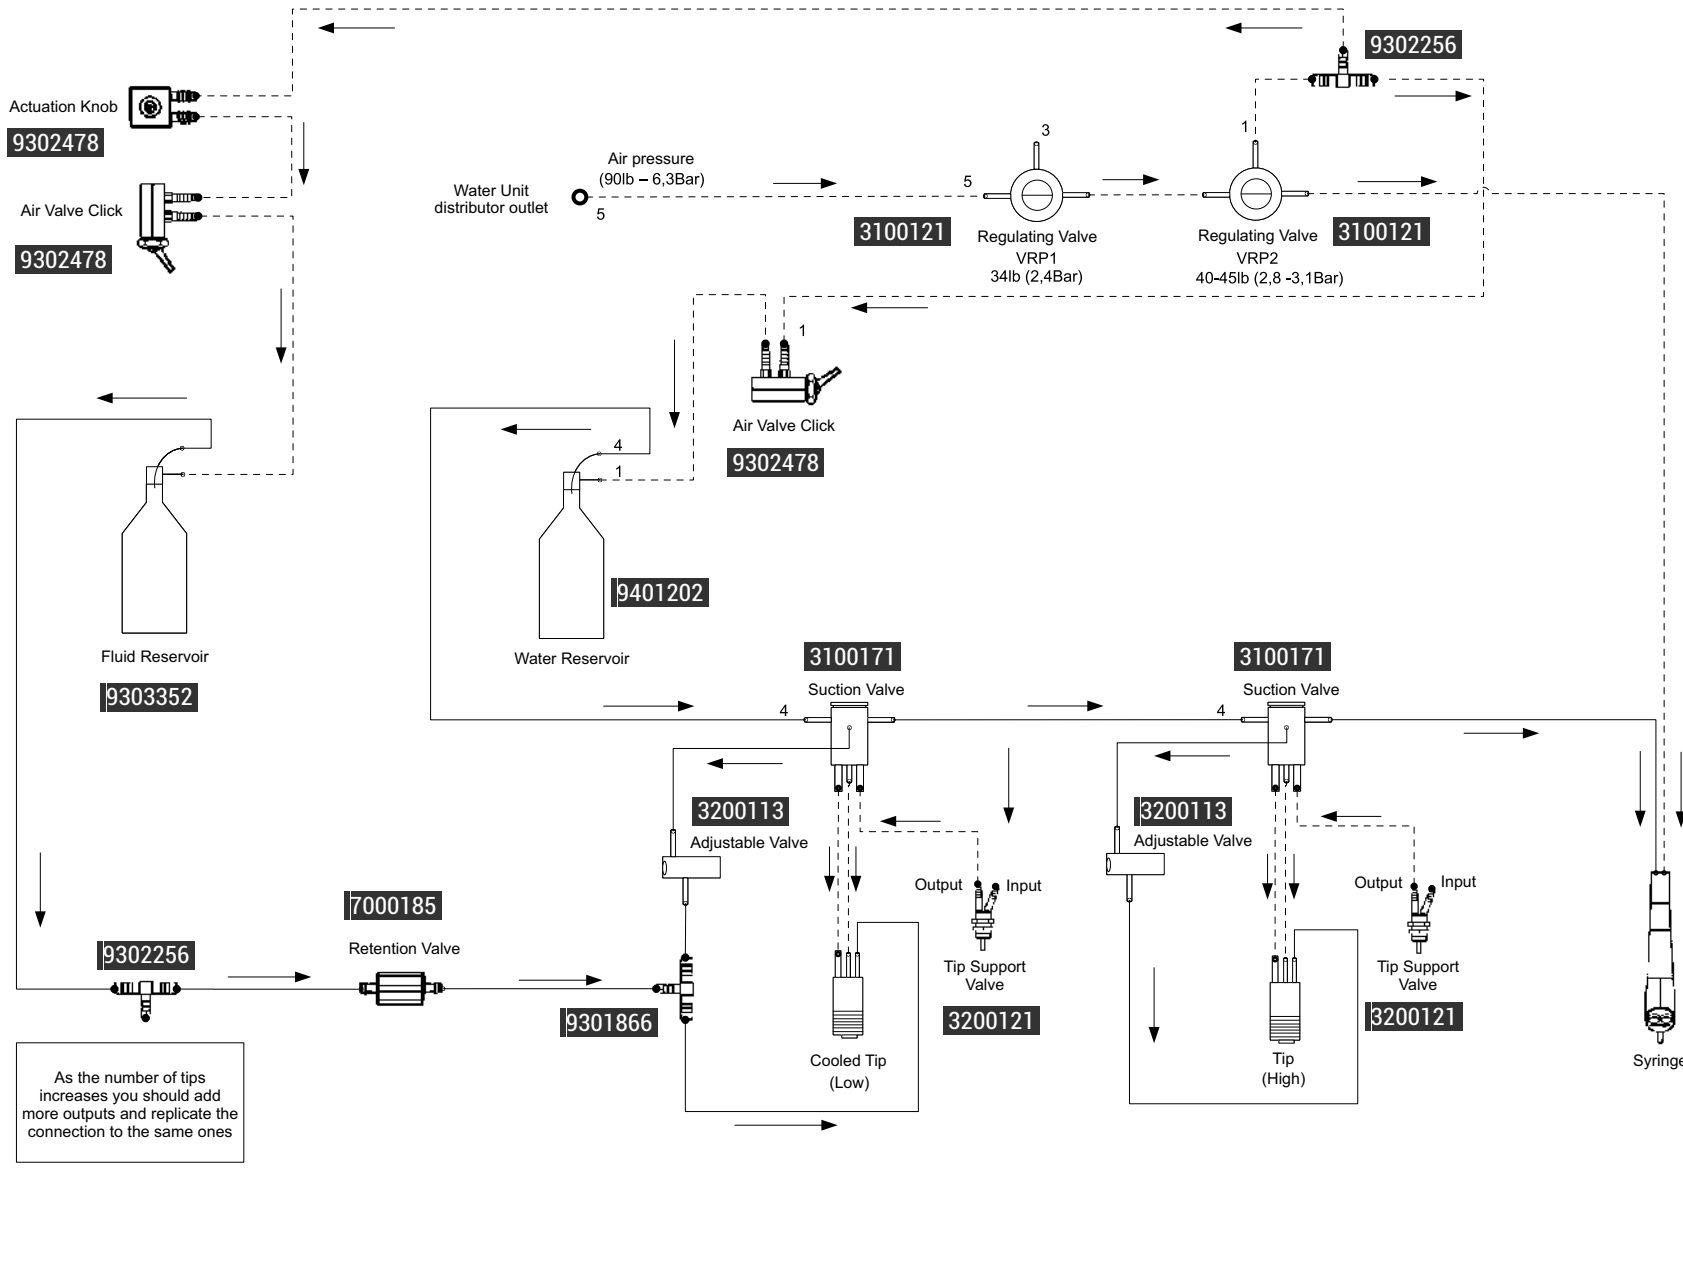 9302256
Actuation Knob
9302478
Air Valve Click
9302478
Water Unit
distributor outlet
Air pressure
(90lb – 6,3Bar)
5
5
3
1
3100121
Regulating Valve
VRP1
34lb (2,4Bar)
Regulating Valve
VRP2
40-45lb (2,8 -3,1Bar)
3100121
1
Air Valve Click
9302478
4
1
9401202
Water Reservoir
Fluid Reservoir
9303352
3100171
Suction Valve
4
3100171
Suction Valve
4
3200113
Adjustable Valve
3200113
Adjustable Valve
Output
Input
Tip Support
Valve
3200121
Output
Input
Tip Support
Valve
3200121
7000185
Retention Valve
9302256
9301866
Cooled Tip
(Low)
Tip
(High)
Syringe
As the number of tips
increases you should add
more outputs and replicate the
connection to the same ones